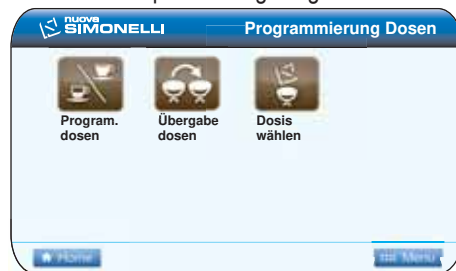 nuova
SIMONELLI
Programmierung Dosen
Program.
dosen
Übergabe
dosen
Dosis
wählen
Home
Menu